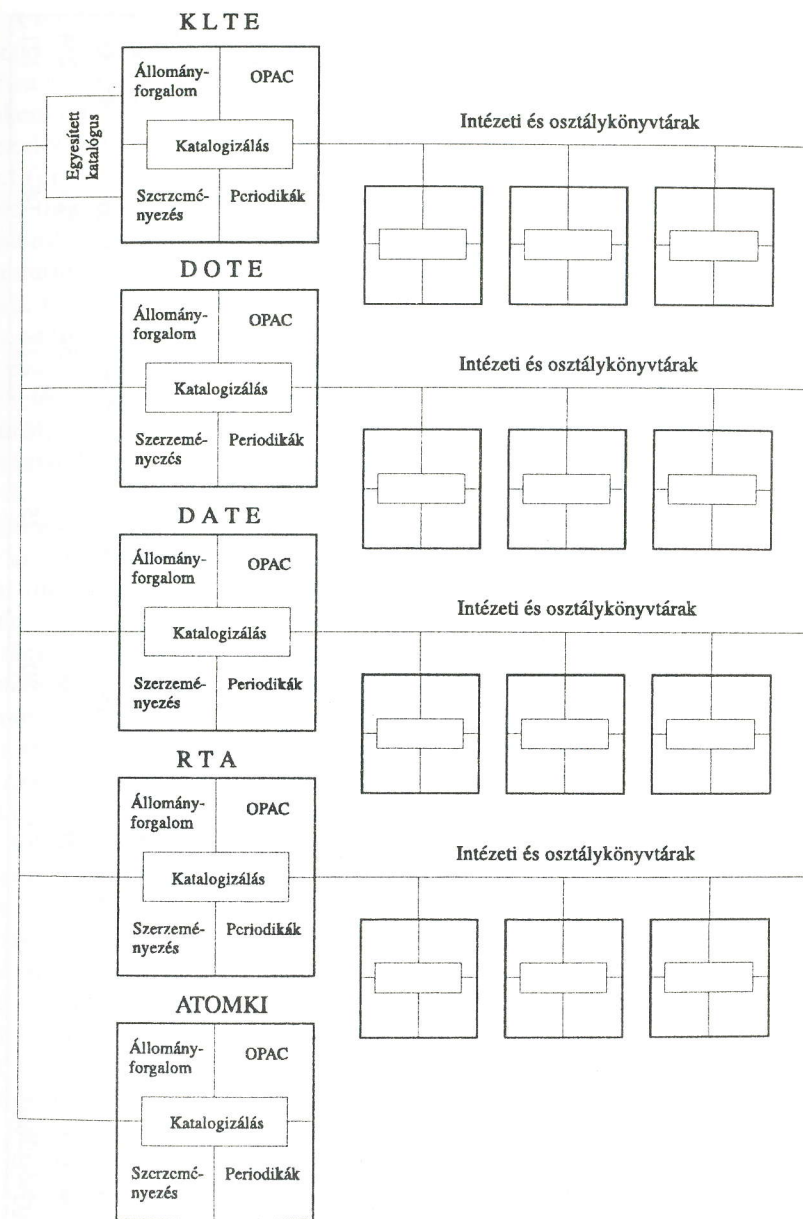 KLTE
Állomány-
forgalom
OPAC
Egyesített
katalógus
Katalogizálás
Szerzemé-
nyezés
Periodikák
Intézeti és osztálykönyvtárak
DOTE
Állomány-
forgalom
OPAC
Katalogizálás
Szerzemé-
nyezés
Periodikák
Intézeti és osztálykönyvtárak
DATE
Állomány-
forgalom
OPAC
Katalogizálás
Szerzemé-
nyezés
Periodikák
Intézeti és osztálykönyvtárak
RTA
Állomány-
forgalom
OPAC
Katalogizálás
Szerzemé-
nyezés
Periodikák
Intézeti és osztálykönyvtárak
ATOMKI
Állomány-
forgalom
OPAC
Katalogizálás
Szerzemé-
nyezés
Periodikák